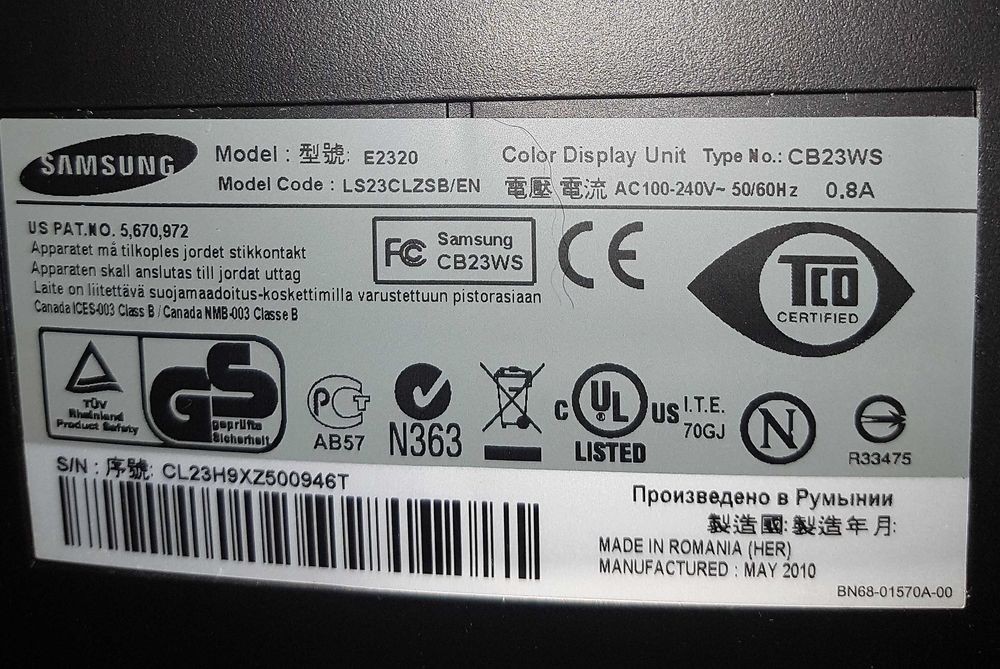 SAMSUNG
Model : 型號: E2320
Color Display Unit Type No.: CB23WS
Model Code : LS23CLZSB/EN
電壓 電流 AC100-240V~ 50/60Hz 0.8A
US PAT.NO. 5,670,972
Apparatet må tilkoples jordet stikkontakt
Apparaten skall anslutas till jordat uttag
Laite on liitettävä suojamaadoitus-koskettimilla varustettuun pistorasiaan
Canada ICES-003 Class B / Canada NMB-003 Classe B
FC Samsung
CB23WS
CE
TCO
CERTIFIED
TÜV
Rheinland
Product Safety
GS
geprüfte
Sicherheit
PCT
AB57
N363
c UL US
®
LISTED
I.T.E.
70GJ
N
R33475
S/N : 序號: CL23H9XZ500946T
Произведено в Румынии
製造國: 製造年月:
MADE IN ROMANIA (HER)
MANUFACTURED : MAY 2010
BN68-01570A-00